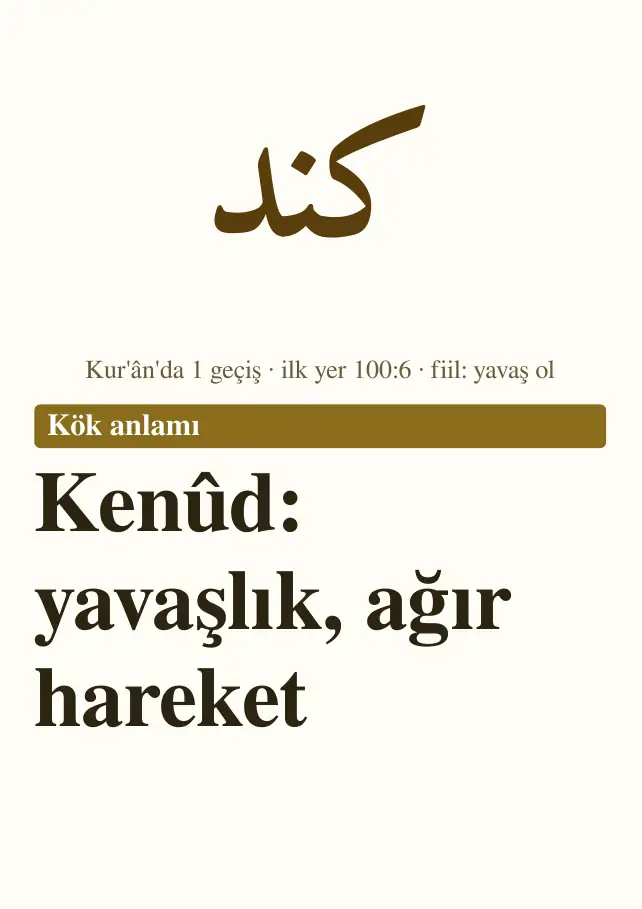 كند
Kur'ân'da 1 geçiş · ilk yer 100:6 · fiil: yavaş ol
Kök anlamı
Kenûd:
yavaşlık, ağır
hareket